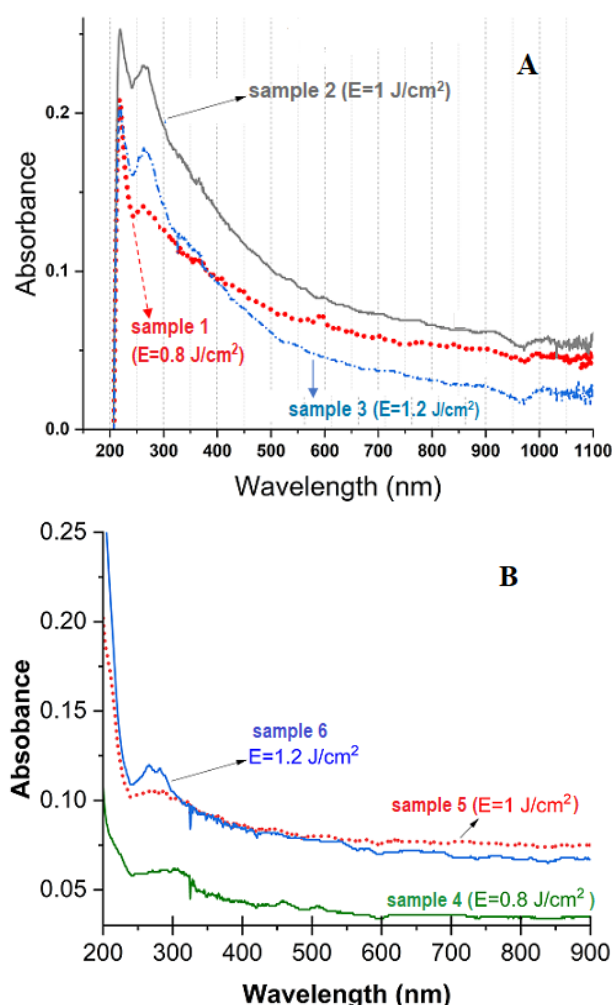 A
0.2
0.1
0.0
Absorbance
sample 2 (E=1 J/cm²)
sample 1
(E=0.8 J/cm²)
sample 3 (E=1.2 J/cm²)
200 300 400 500 600 700 800 900 1000 1100
Wavelength (nm)
B
0.25
0.20
0.15
0.10
0.05
Absobance
sample 6
E=1.2 J/cm²
sample 5 (E=1 J/cm²)
sample 4 (E=0.8 J/cm²)
200 300 400 500 600 700 800 900
Wavelength (nm)